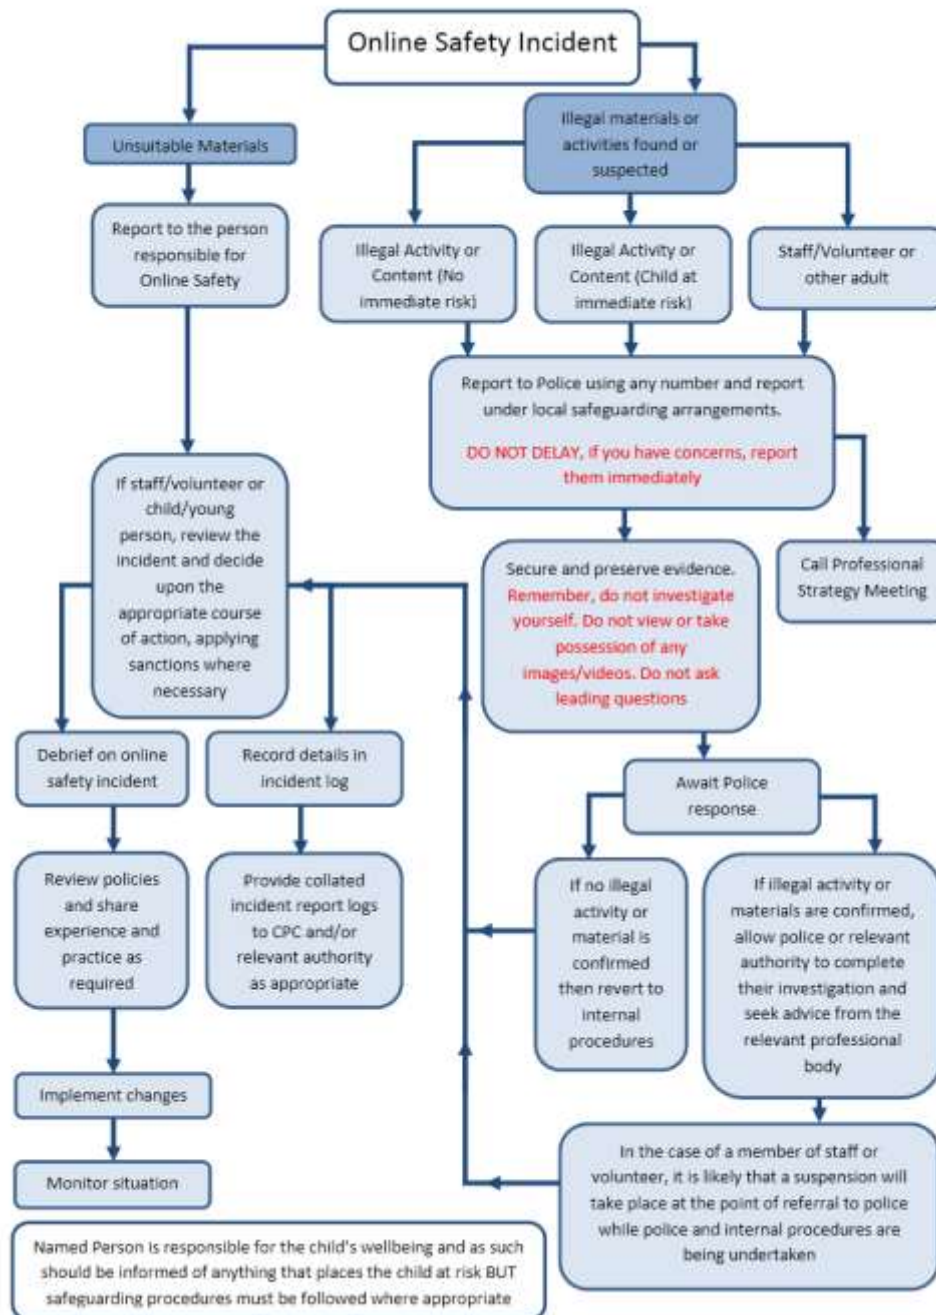 Online Safety Incident
Unsuitable Materials
Illegal materials or
activities found or
suspected
Report to the person
responsible for
Online Safety
Illegal Activity or
Content (No
immediate risk)
Illegal Activity or
Content (Child at
immediate risk)
Staff/Volunteer or
other adult
Report to Police using any number and report
under local safeguarding arrangements.
DO NOT DELAY, if you have concerns, report
them immediately
If staff/volunteer or
child/young
person, review the
incident and decide
upon the
appropriate course
of action, applying
sanctions where
necessary
Secure and preserve evidence.
Remember, do not investigate
yourself. Do not view or take
possession of any
images/videos. Do not ask
leading questions
Call Professional
Strategy Meeting
Debrief on online
safety incident
Record details in
incident log
Await Police
response
Review policies
and share
experience and
practice as
required
Provide collated
incident report logs
to CPC and/or
relevant authority
as appropriate
If no illegal
activity or
material is
confirmed
then revert to
internal
procedures
If illegal activity or
materials are confirmed,
allow police or relevant
authority to complete
their investigation and
seek advice from the
relevant professional
body
Implement changes
Monitor situation
In the case of a member of staff or
volunteer, it is likely that a suspension will
take place at the point of referral to police
while police and internal procedures are
being undertaken
Named Person is responsible for the child's wellbeing and as such
should be informed of anything that places the child at risk BUT
safeguarding procedures must be followed where appropriate